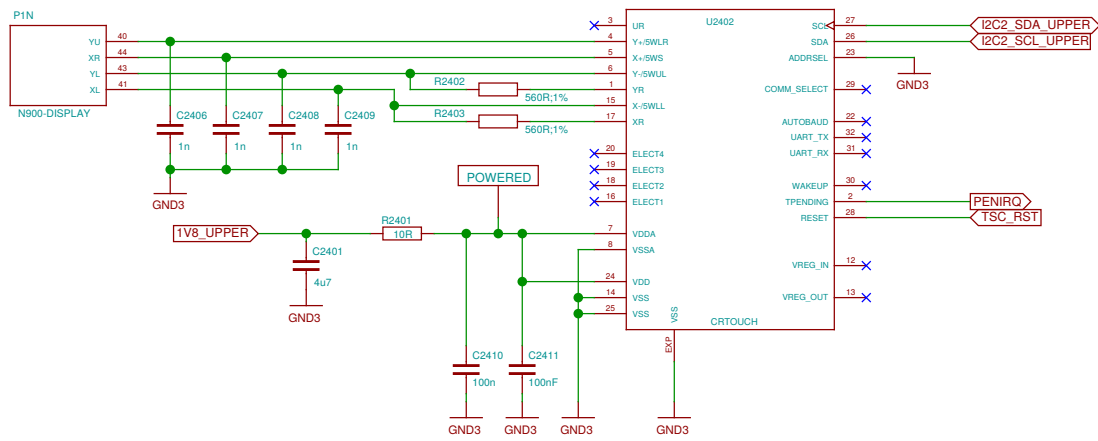 P1N
YU 40
XR 44
YL 43
XL 41
N900-DISPLAY
C2406
1n
C2407
1n
C2408
1n
C2409
1n
GND3
R2402
560R;1%
R2403
560R;1%
POWERED
1V8_UPPER
R2401
10R
C2401
4u7
GND3
C2410
100n
C2411
100nF
GND3
GND3
GND3
GND3
U2402
3 UR
4 Y+/5WLR
5 X+/5WS
6 Y-/5WUL
1 YR
15 X-/5WLL
17 XR
20 ELECT4
19 ELECT3
18 ELECT2
16 ELECT1
7 VDDA
8 VSSA
24 VDD
14 VSS
25 VSS
VSS
EXP
CRTOUCH
SCL 27
SDA 26
ADDRSEL 23
COMM_SELECT 29
AUTOBAUD 22
UART_TX 32
UART_RX 31
WAKEUP 30
TPENDING 2
RESET 28
VREG_IN 12
VREG_OUT 13
I2C2_SDA_UPPER
I2C2_SCL_UPPER
GND3
PENIRQ
TSC_RST